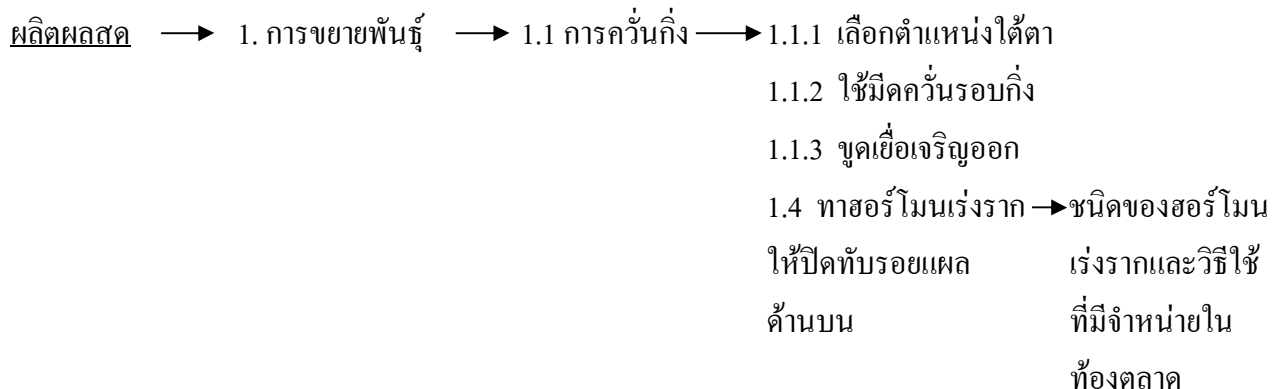 ผลิตผลสด → 1. การขยายพันธุ์ → 1.1 การควั่นกิ่ง → 1.1.1 เลือกตำแหน่งใต้ตา
1.1.2 ใช้มีดควั่นรอบกิ่ง
1.1.3 ขูดเยื่อเจริญออก
1.4 ทาฮอร์โมนเร่งราก → ชนิดของฮอร์โมน
ให้ปิดทับรอยแผล เร่งรากและวิธีใช้
ด้านบน ที่มีจำหน่ายใน
ท้องตลาด